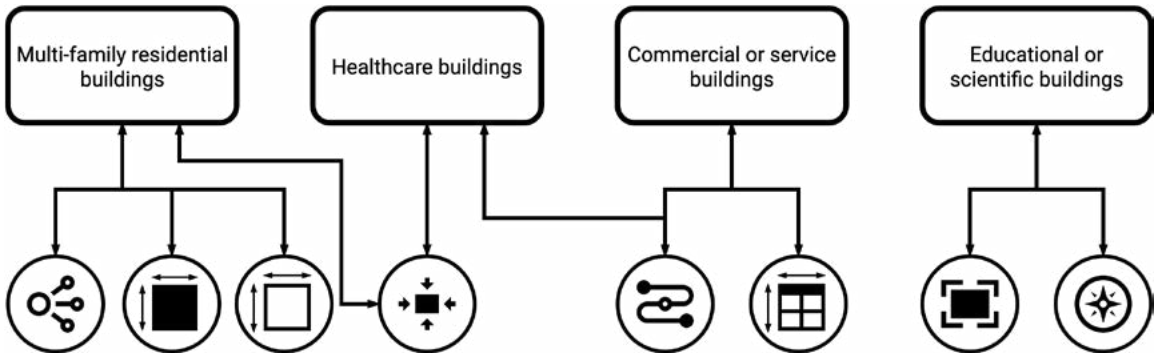 Multi-family residential
buildings
Healthcare buildings
Commercial or service
buildings
Educational or
scientific buildings